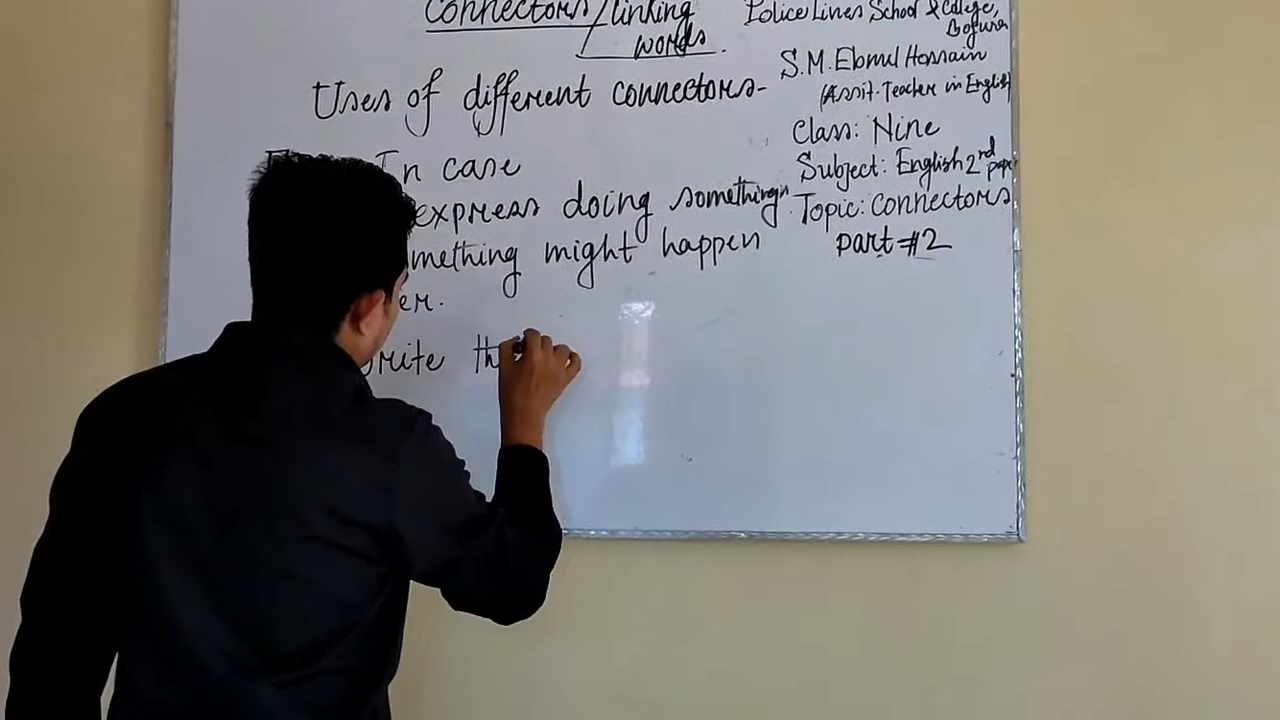 Connectors/linking
words.
Police Lines School & College,
Bogura
S.M. Ebnul Hossain
(Assit. Teacher in English)
Class: Nine
Subject: English 2nd paper
Topic: Connectors
part #2
Uses of different connectors-
In case
express doing something
mething might happen
er.
rite th